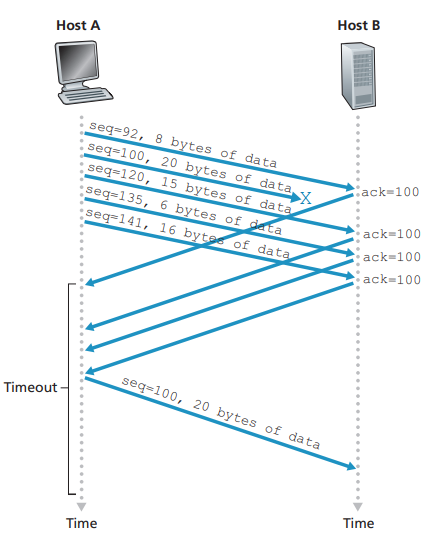 Host A
Host B
seq=92, 8 bytes of data
seq=100, 20 bytes of data
X
seq=120, 15 bytes of data
seq=135, 6 bytes of data
seq=141, 16 bytes of data
ack=100
ack=100
ack=100
ack=100
Timeout
seq=100, 20 bytes of data
Time
Time